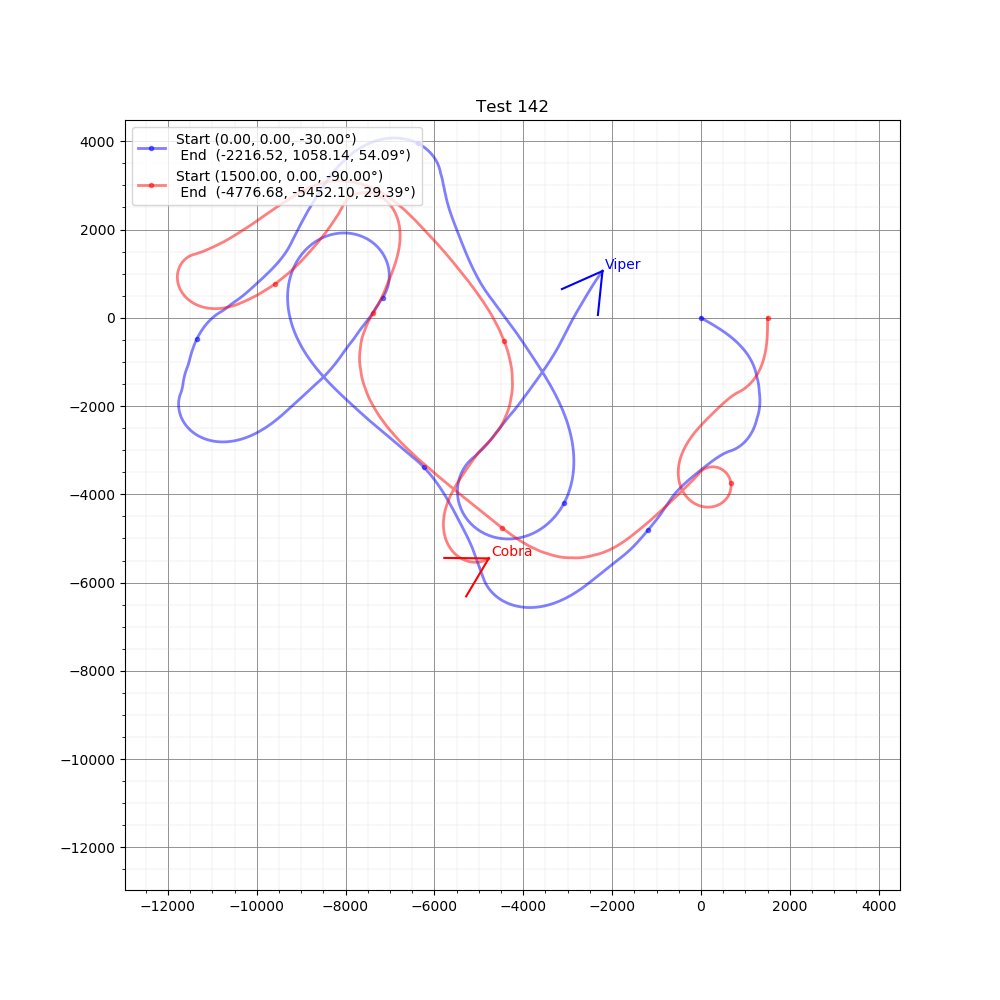 Test 142
Start (0.00, 0.00, -30.00°)
End  (-2216.52, 1058.14, 54.09°)
Start (1500.00, 0.00, -90.00°)
End  (-4776.68, -5452.10, 29.39°)
4000
2000
0
−2000
−4000
−6000
−8000
−10000
−12000
Viper
Cobra
−12000 −10000 −8000 −6000 −4000 −2000 0 2000 4000